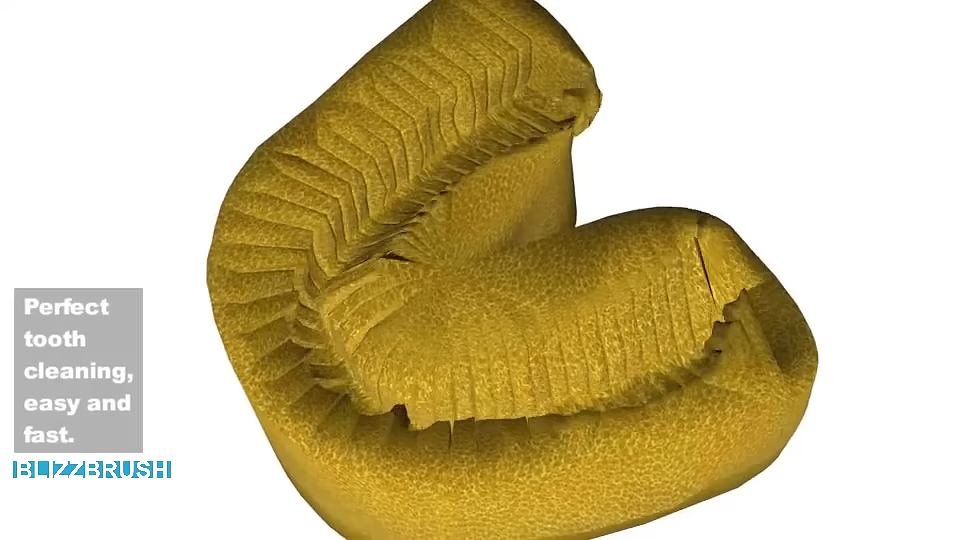 Perfect
tooth
cleaning,
easy and
fast.
BLIZZBRUSH